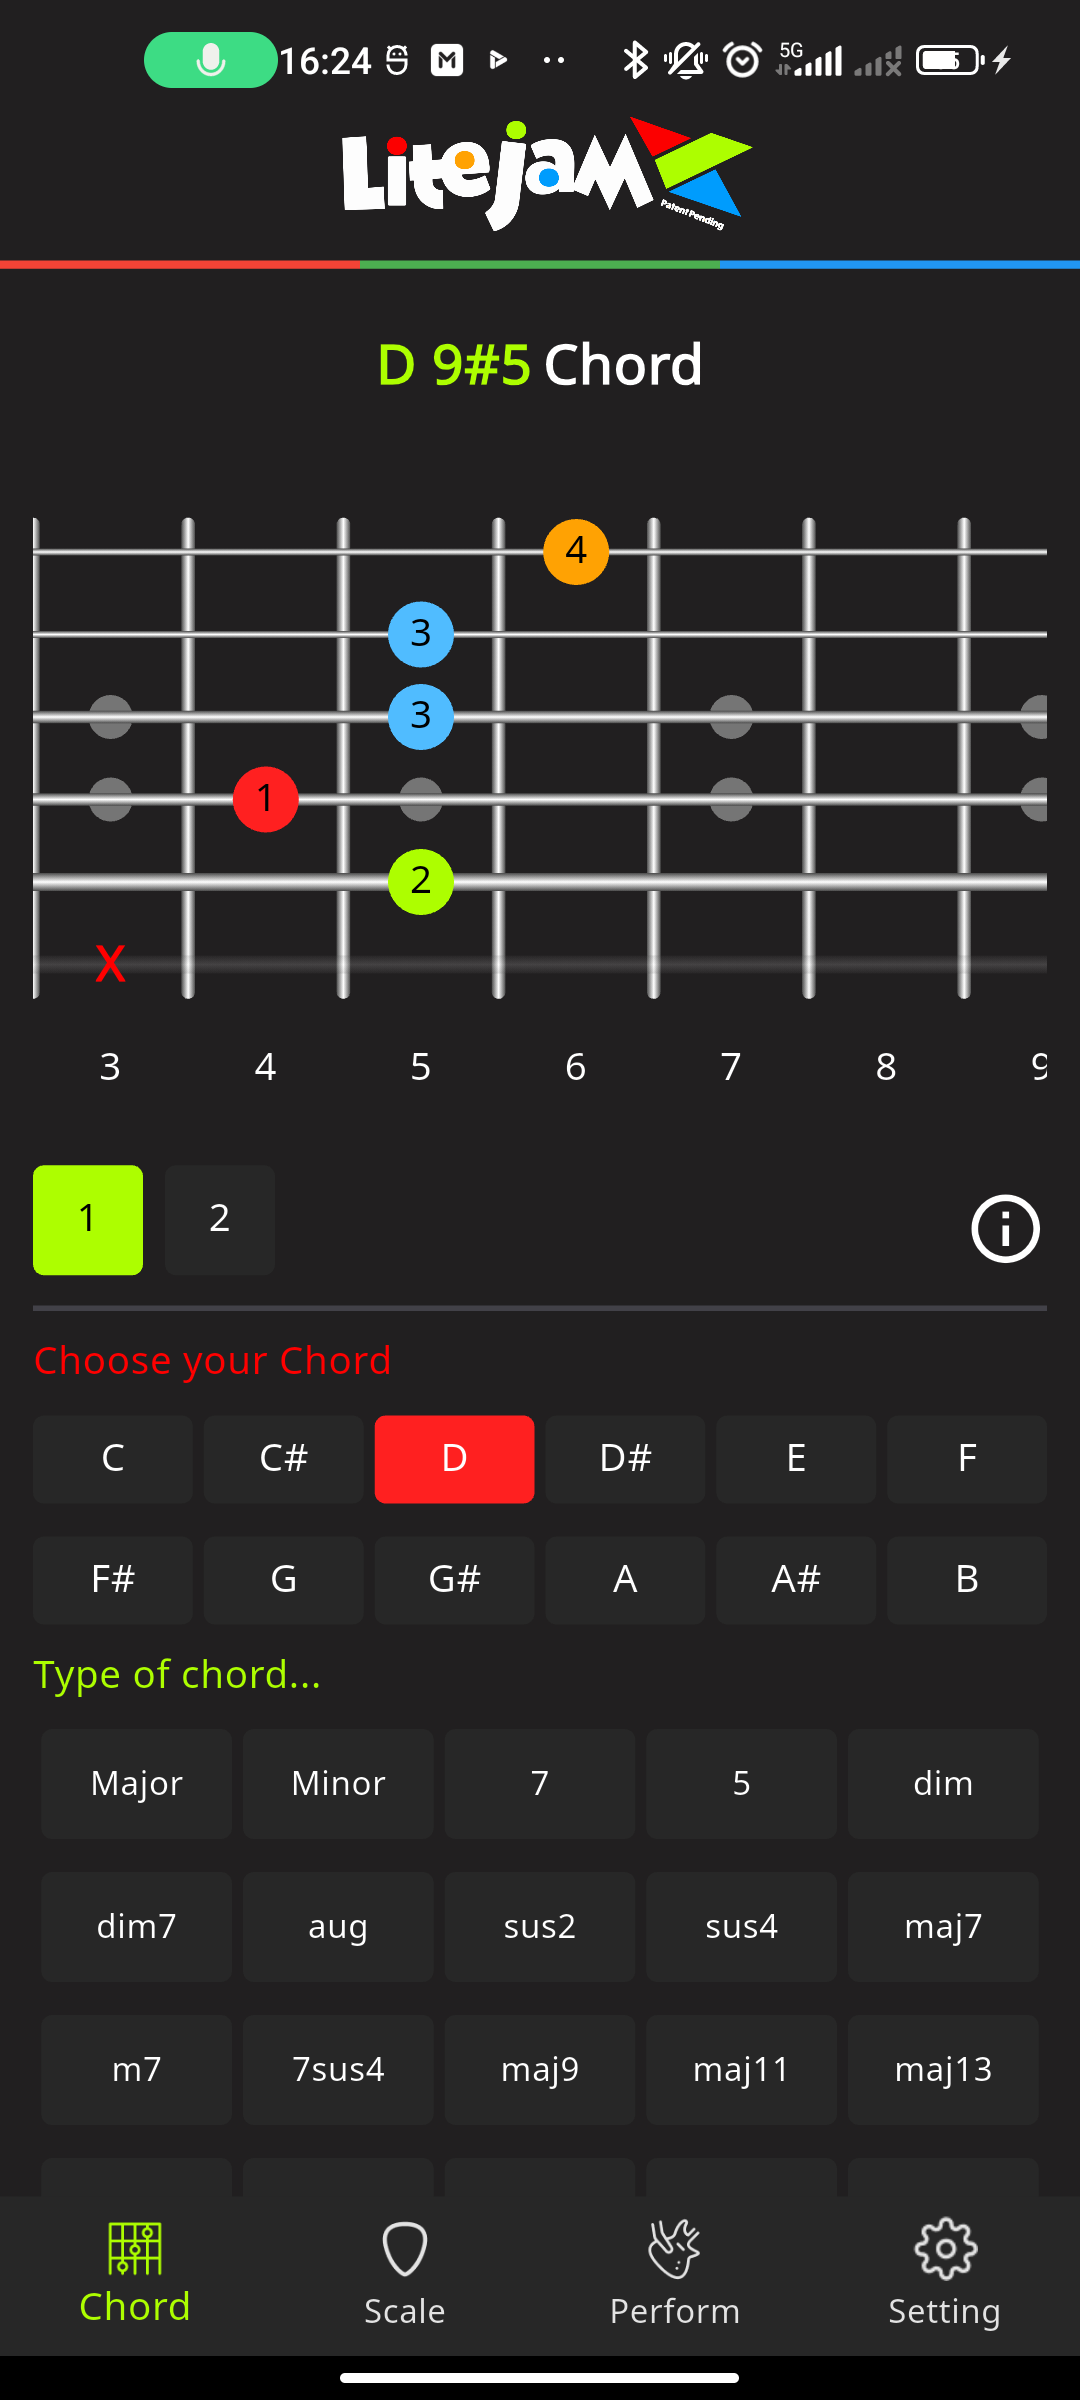 16:24
5G
Litejam
Patent Pending
D 9#5 Chord
4
3
3
1
2
X
3 4 5 6 7 8 9
1 2
Choose your Chord
C C# D D# E F
F# G G# A A# B
Type of chord...
Major Minor 7 5 dim
dim7 aug sus2 sus4 maj7
m7 7sus4 maj9 maj11 maj13
Chord Scale Perform Setting